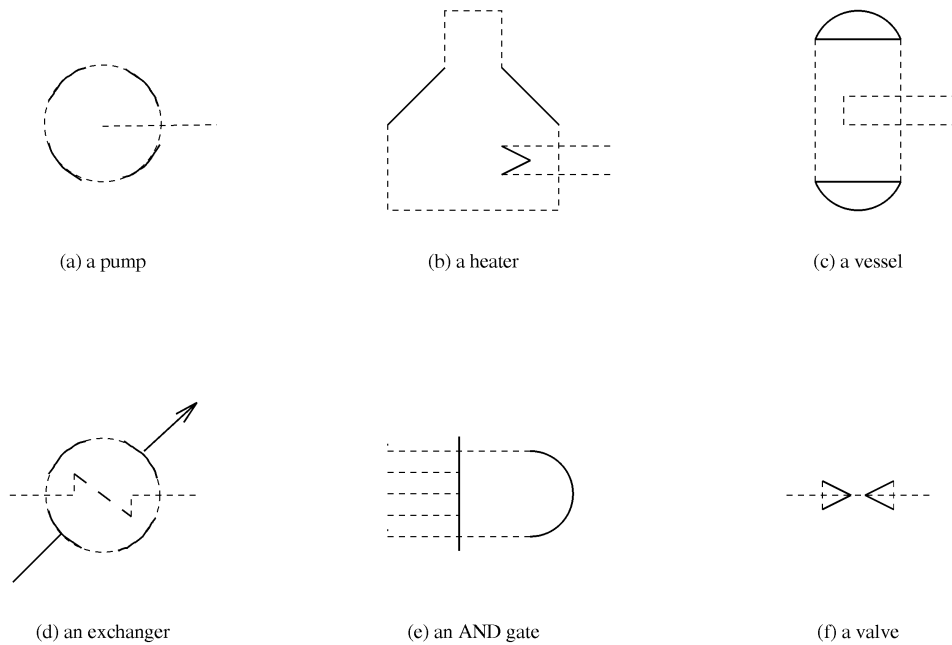 (a) a pump
(b) a heater
(c) a vessel
(d) an exchanger
(e) an AND gate
(f) a valve